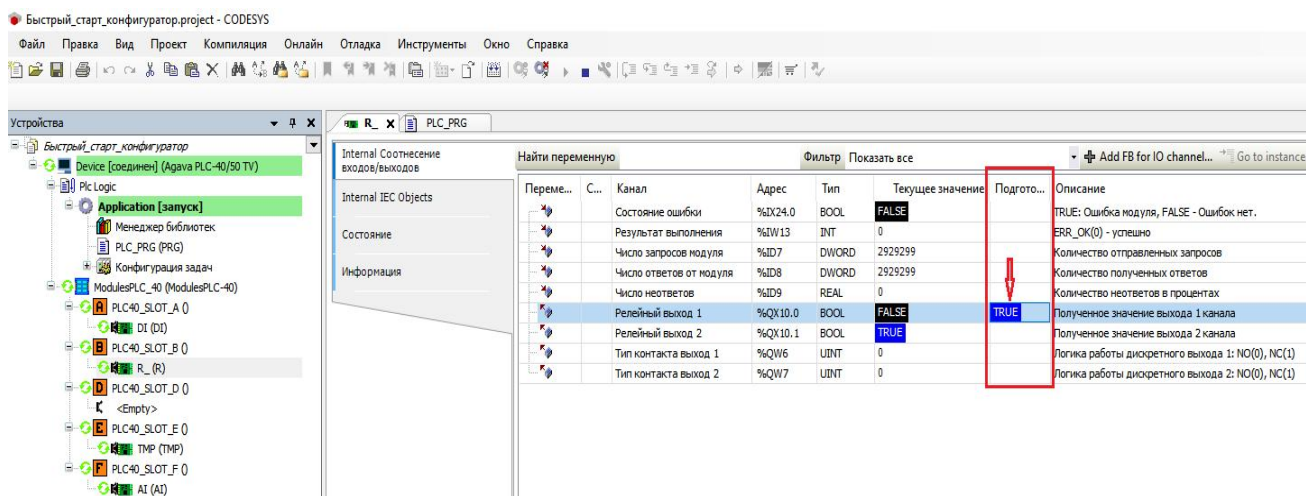 Быстрый_старт_конфигуратор.project - CODESYS
Файл Правка Вид Проект Компиляция Онлайн Отладка Инструменты Окно Справка
Устройства
Быстрый_старт_конфигуратор
Device [соединен] (Agava PLC-40/50 TV)
Plc Logic
Application [запуск]
Менеджер библиотек
PLC_PRG (PRG)
Конфигурация задач
ModulesPLC_40 (ModulesPLC-40)
A PLC40_SLOT_A ()
DI (DI)
B PLC40_SLOT_B ()
R_ (R)
D PLC40_SLOT_D ()
<Empty>
E PLC40_SLOT_E ()
TMP (TMP)
F PLC40_SLOT_F ()
AI (AI)
R_ X PLC_PRG
Internal Соотнесение
входов/выходов
Internal IEC Objects
Состояние
Информация
Найти переменную Фильтр Показать все Add FB for IO channel... Go to instance
Переме... С... Канал Адрес Тип Текущее значение Подгото... Описание
Состояние ошибки %IX24.0 BOOL FALSE TRUE: Ошибка модуля, FALSE - Ошибок нет.
Результат выполнения %IW13 INT 0 ERR_OK(0) - успешно
Число запросов модуля %ID7 DWORD 2929299 Количество отправленных запросов
Число ответов от модуля %ID8 DWORD 2929299 Количество полученных ответов
Число неответов %ID9 REAL 0 Количество неответов в процентах
Релейный выход 1 %QX10.0 BOOL FALSE TRUE Полученное значение выхода 1 канала
Релейный выход 2 %QX10.1 BOOL TRUE Полученное значение выхода 2 канала
Тип контакта выход 1 %QW6 UINT 0 Логика работы дискретного выхода 1: NO(0), NC(1)
Тип контакта выход 2 %QW7 UINT 0 Логика работы дискретного выхода 2: NO(0), NC(1)